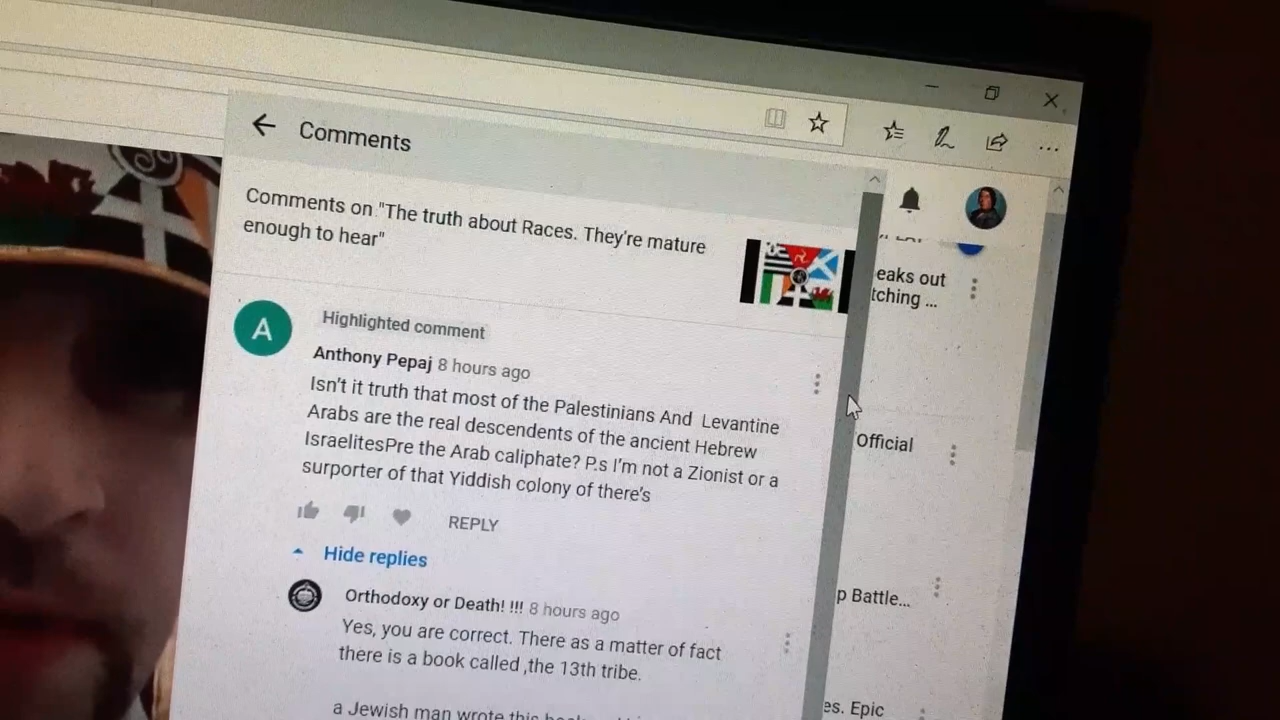 Comments
Comments on "The truth about Races. They're mature
enough to hear"
eaks out
tching ...
Highlighted comment
A
Anthony Pepaj 8 hours ago
Isn't it truth that most of the Palestinians And Levantine
Arabs are the real descendents of the ancient Hebrew
IsraelitesPre the Arab caliphate? P.s I'm not a Zionist or a
surporter of that Yiddish colony of there's
Official
REPLY
Hide replies
Orthodoxy or Death! !!! 8 hours ago
Yes, you are correct. There as a matter of fact
there is a book called ,the 13th tribe.
p Battle...
a Jewish man wrote this
es. Epic